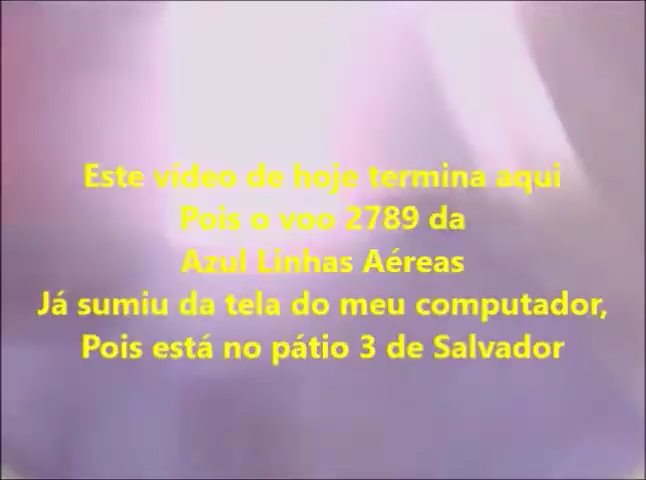 Este vídeo de hoje termina aqui
Pois o voo 2789 da
Azul Linhas Aéreas
Já sumiu da tela do meu computador,
Pois está no pátio 3 de Salvador